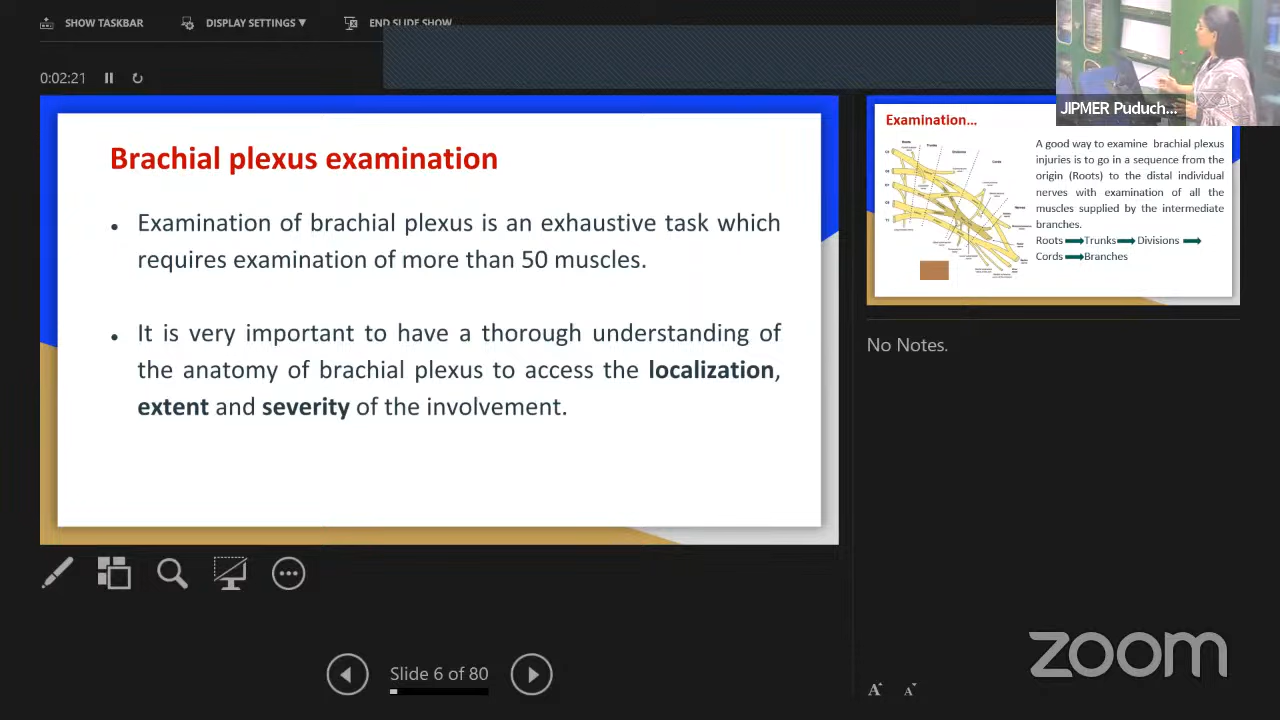 SHOW TASKBAR
DISPLAY SETTINGS ▼
END SLIDE SHOW
0:02:21
JIPMER Puduch...
Brachial plexus examination
• Examination of brachial plexus is an exhaustive task which
requires examination of more than 50 muscles.
• It is very important to have a thorough understanding of
the anatomy of brachial plexus to access the localization,
extent and severity of the involvement.
Examination...
A good way to examine brachial plexus
injuries is to go in a sequence from the
origin (Roots) to the distal individual
nerves with examination of all the
muscles supplied by the intermediate
branches.
Roots Trunks Divisions
Cords Branches
No Notes.
Slide 6 of 80
A A
zoom